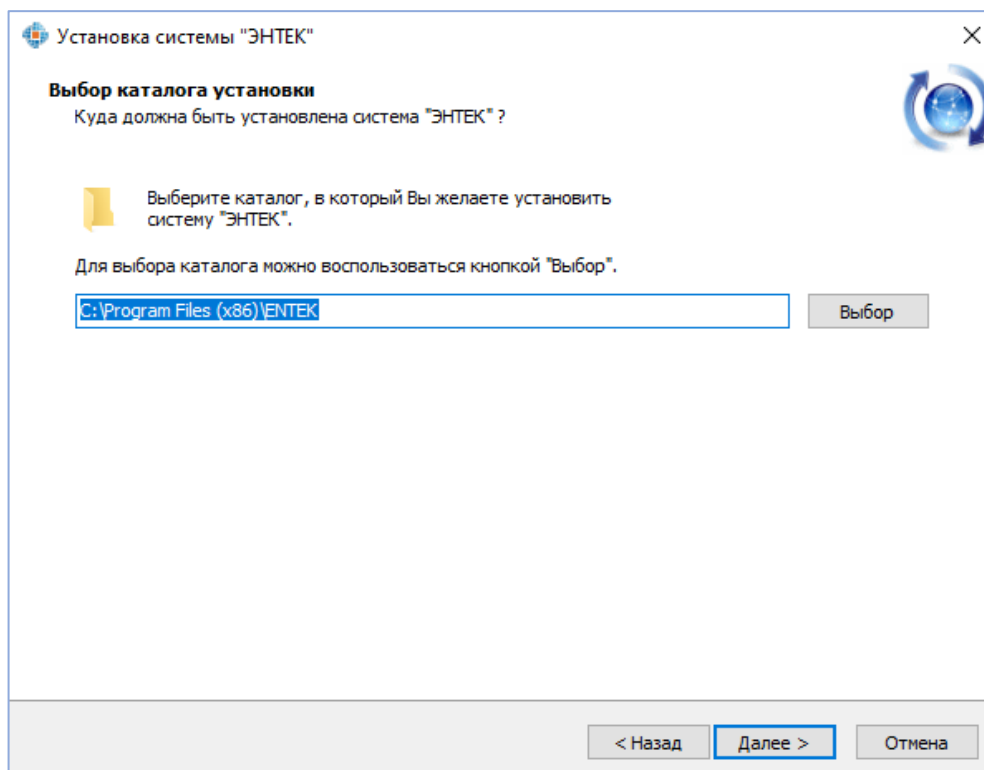 Установка системы "ЭНТЕК"
Выбор каталога установки
Куда должна быть установлена система "ЭНТЕК" ?
Выберите каталог, в который Вы желаете установить
систему "ЭНТЕК".
Для выбора каталога можно воспользоваться кнопкой "Выбор".
C:\Program Files (x86)\ENTEK
Выбор
< Назад
Далее >
Отмена